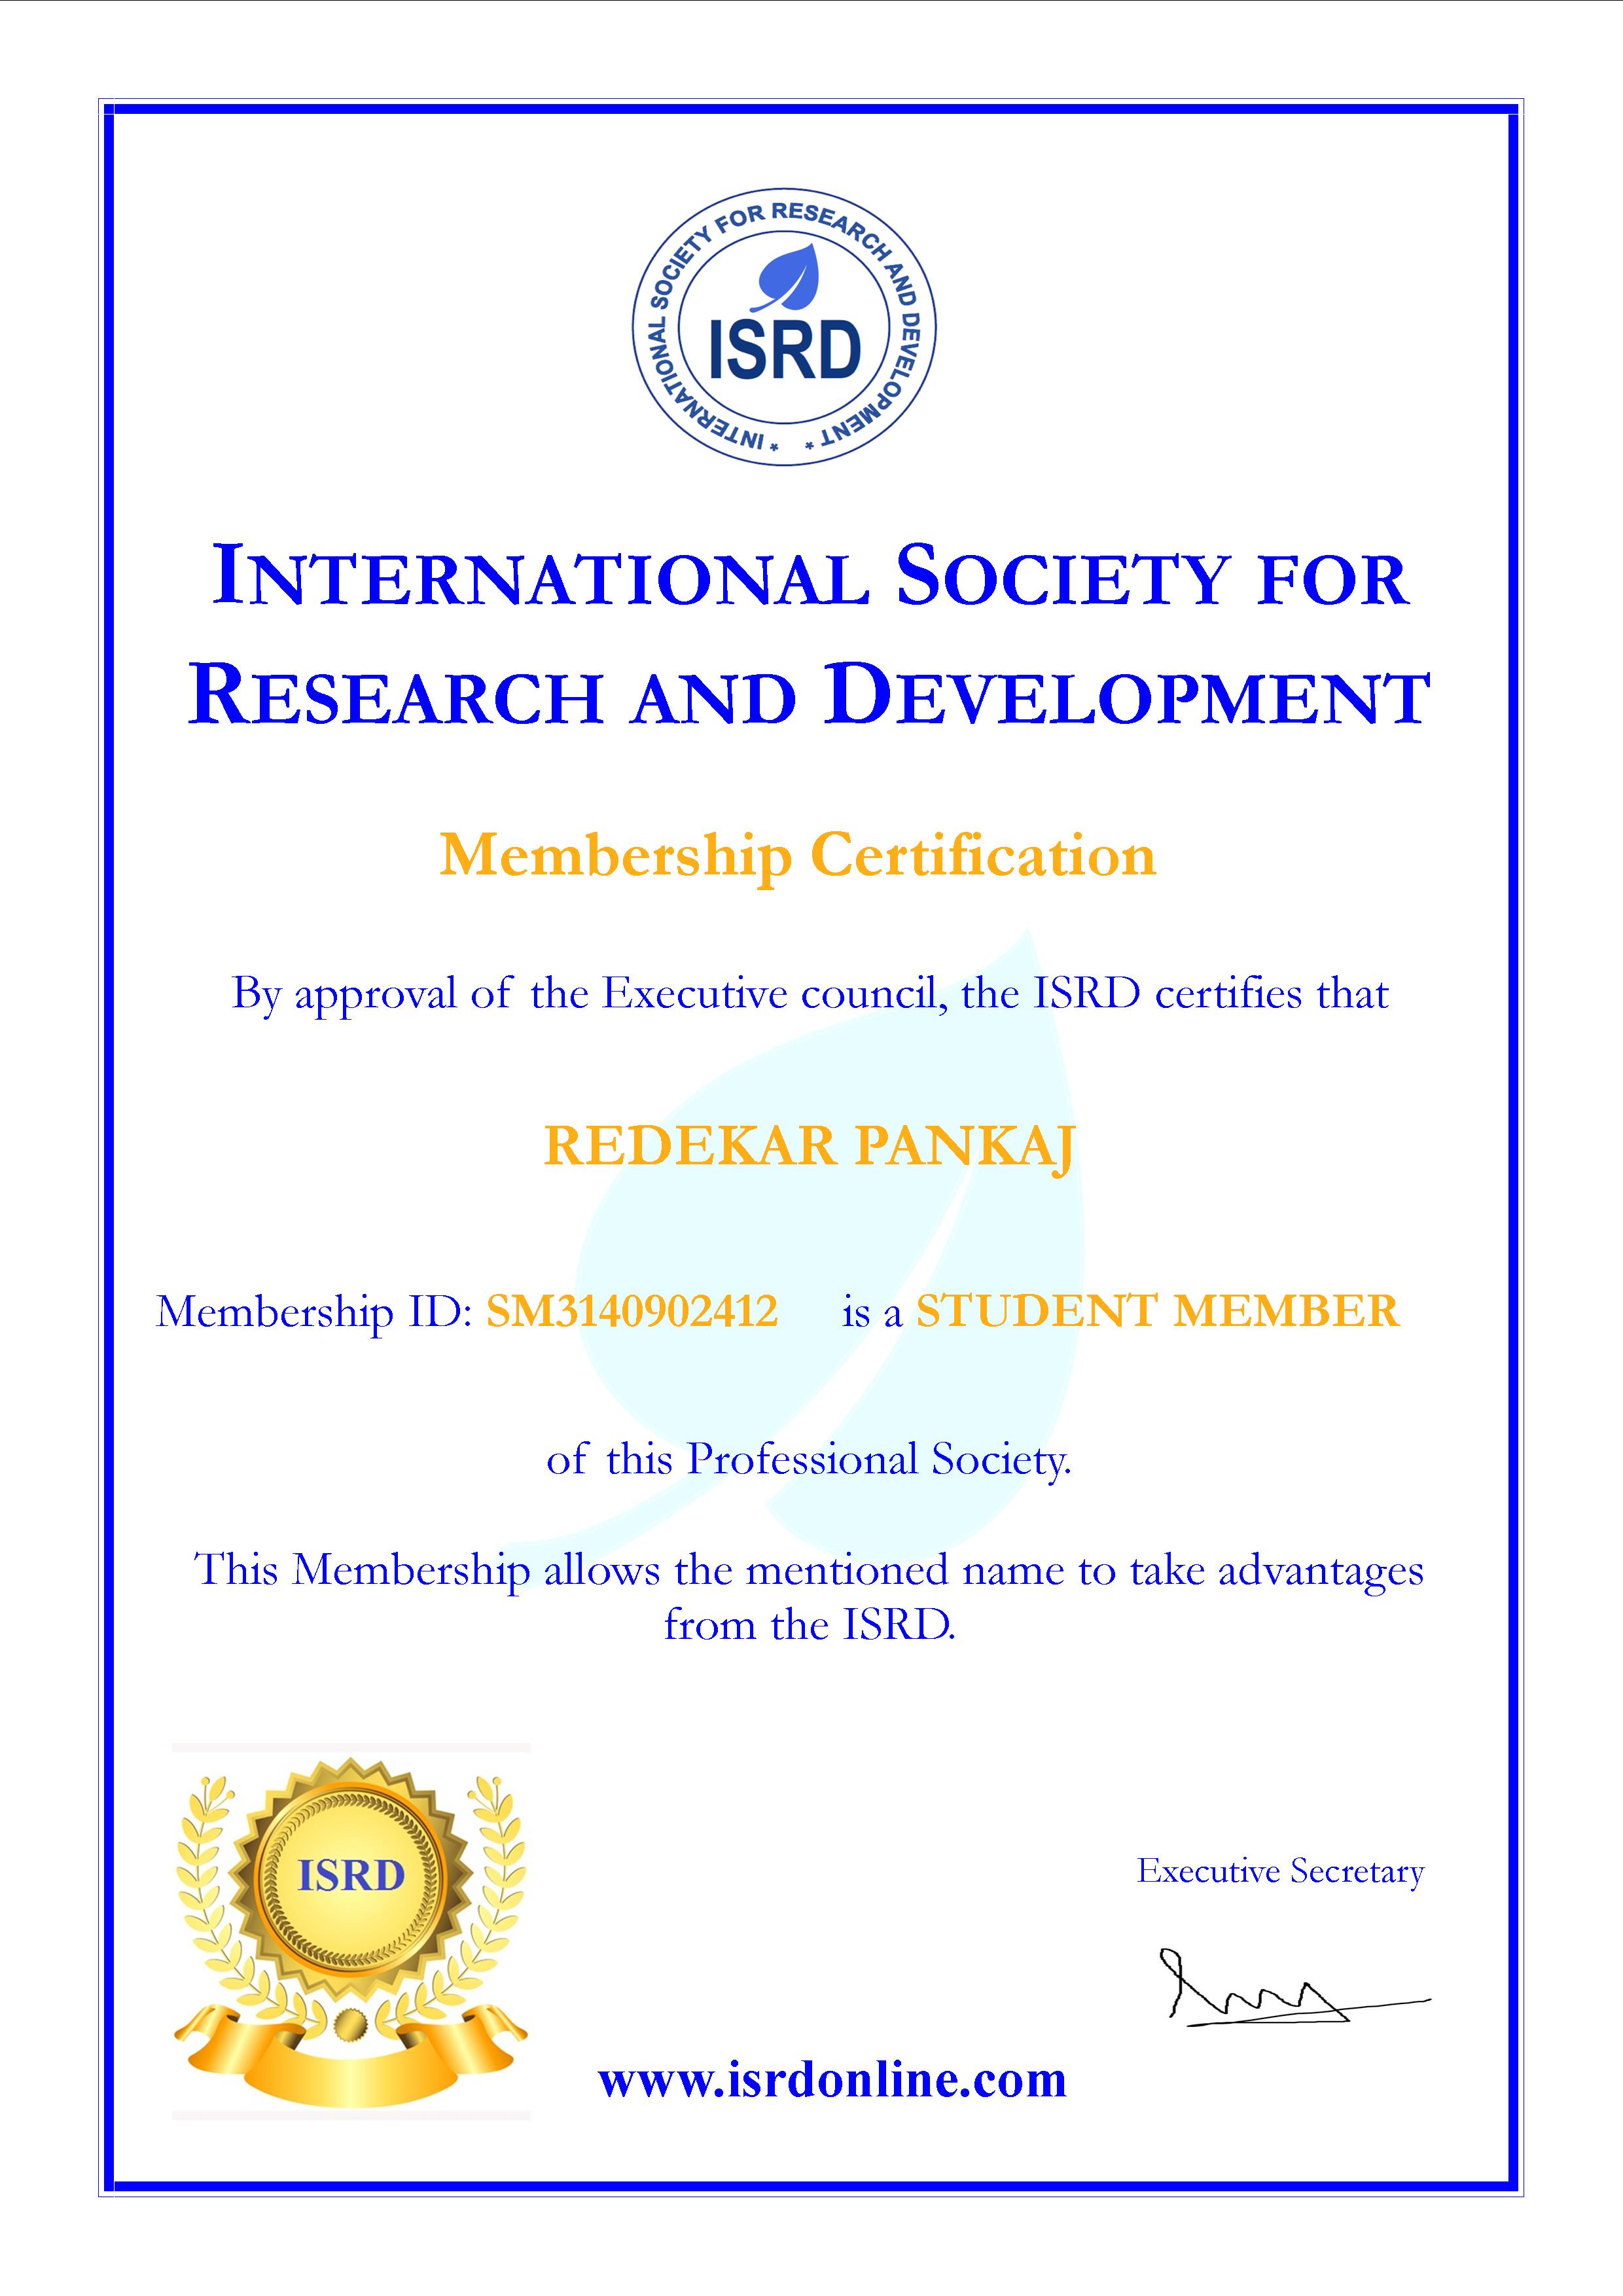 * INTERNATIONAL SOCIETY FOR RESEARCH AND DEVELOPMENT *
ISRD
INTERNATIONAL SOCIETY FOR
RESEARCH AND DEVELOPMENT
Membership Certification
By approval of the Executive council, the ISRD certifies that
REDEKAR PANKAJ
Membership ID: SM3140902412 is a STUDENT MEMBER
of this Professional Society.
This Membership allows the mentioned name to take advantages
from the ISRD.
ISRD
Executive Secretary
www.isrdonline.com